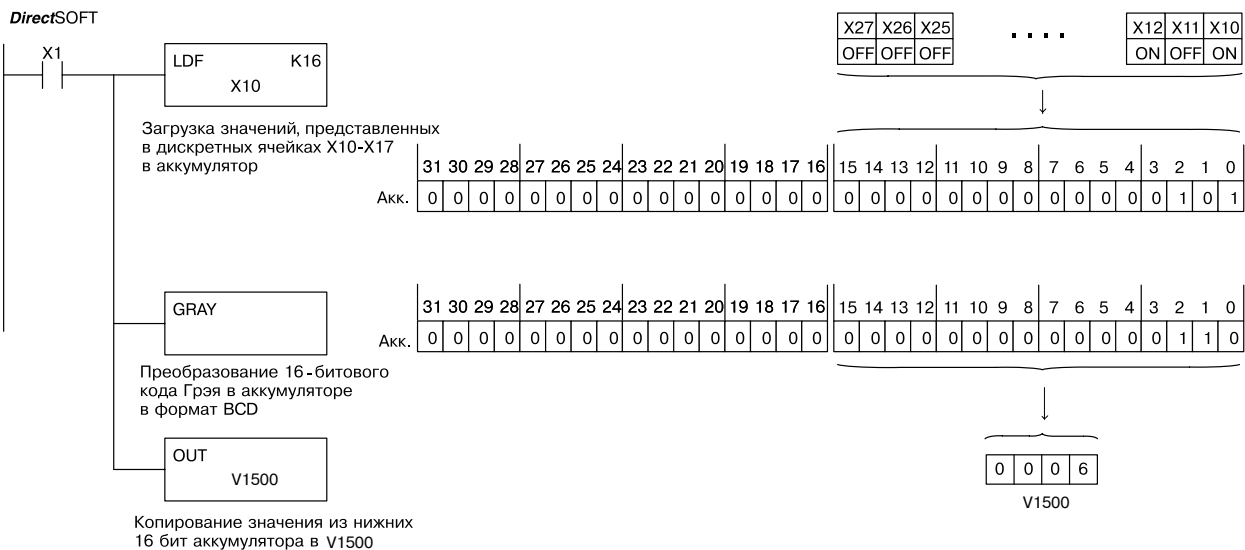 DirectSOFT
X1
LDF K16
X10
Загрузка значений, представленных
в дискретных ячейках X10-X17
в аккумулятор
X27 X26 X25 . . . . X12 X11 X10
OFF OFF OFF ON OFF ON
31 30 29 28 27 26 25 24 23 22 21 20 19 18 17 16 15 14 13 12 11 10 9 8 7 6 5 4 3 2 1 0
Акк. 0 0 0 0 0 0 0 0 0 0 0 0 0 0 0 0 0 0 0 0 0 0 0 0 0 0 0 0 0 1 0 1
GRAY
Преобразование 16-битового
кода Грэя в аккумуляторе
в формат BCD
31 30 29 28 27 26 25 24 23 22 21 20 19 18 17 16 15 14 13 12 11 10 9 8 7 6 5 4 3 2 1 0
Акк. 0 0 0 0 0 0 0 0 0 0 0 0 0 0 0 0 0 0 0 0 0 0 0 0 0 0 0 0 0 1 1 0
OUT
V1500
Копирование значения из нижних
16 бит аккумулятора в V1500
0 0 0 6
V1500